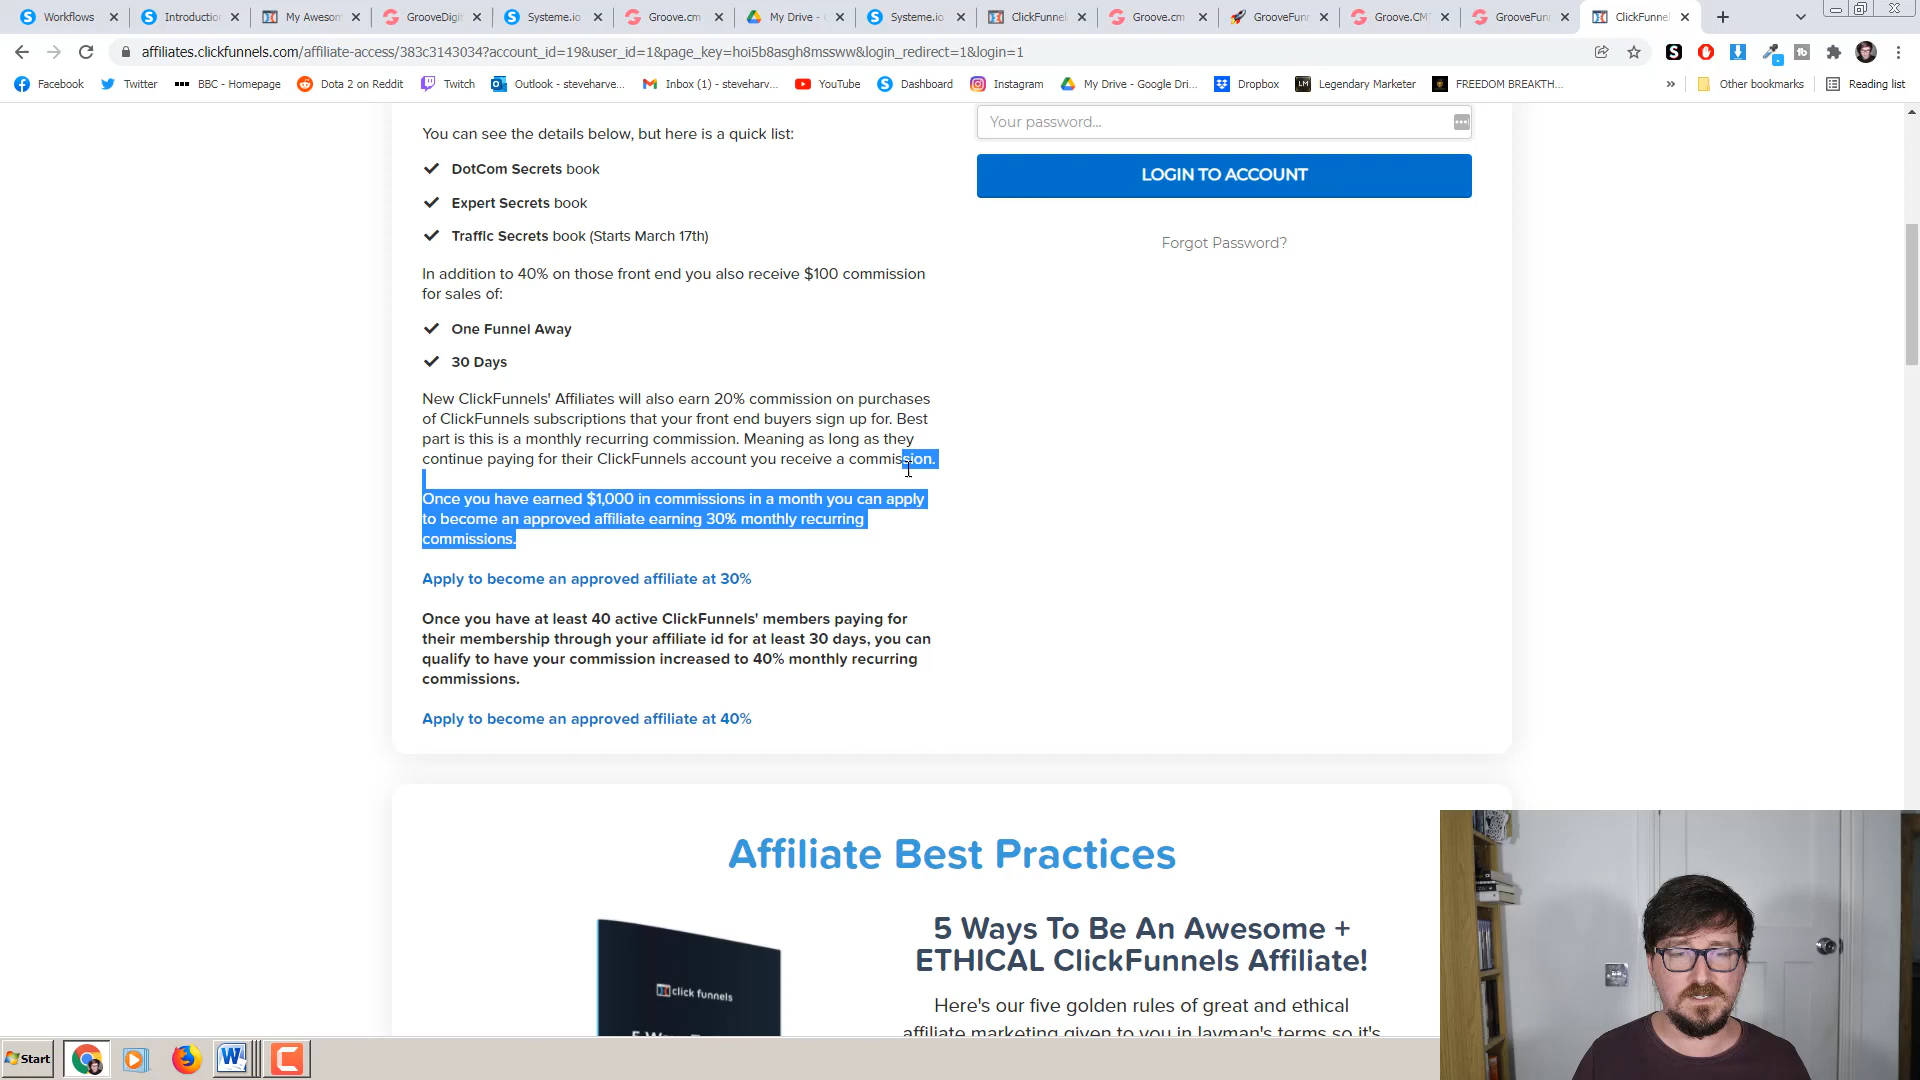 Workflows
Introductio
My Awesom
GrooveDigit
Systeme.io
Groove.cm
My Drive - G
Systeme.io
ClickFunnel
Groove.cm
GrooveFunn
Groove.CM
GrooveFun
ClickFunnel
affiliates.clickfunnels.com/affiliate-access/383c3143034?account_id=19&user_id=1&page_key=hoi5b8asgh8mssww&login_redirect=1&login=1
Facebook
Twitter
BBC - Homepage
Dota 2 on Reddit
Twitch
Outlook - steveharve...
Inbox (1) - steveharv...
YouTube
Dashboard
Instagram
My Drive - Google Dri...
Dropbox
LM Legendary Marketer
FREEDOM BREAKTH...
»
Other bookmarks
Reading list
You can see the details below, but here is a quick list:
DotCom Secrets book
Expert Secrets book
Traffic Secrets book (Starts March 17th)
In addition to 40% on those front end you also receive $100 commission
for sales of:
One Funnel Away
30 Days
New ClickFunnels' Affiliates will also earn 20% commission on purchases
of ClickFunnels subscriptions that your front end buyers sign up for. Best
part is this is a monthly recurring commission. Meaning as long as they
continue paying for their ClickFunnels account you receive a commission.
Once you have earned $1,000 in commissions in a month you can apply
to become an approved affiliate earning 30% monthly recurring
commissions.
Apply to become an approved affiliate at 30%
Once you have at least 40 active ClickFunnels' members paying for
their membership through your affiliate id for at least 30 days, you can
qualify to have your commission increased to 40% monthly recurring
commissions.
Apply to become an approved affiliate at 40%
Your password...
LOGIN TO ACCOUNT
Forgot Password?
Affiliate Best Practices
click funnels
5 Ways To Be An Awesome +
ETHICAL ClickFunnels Affiliate!
Here's our five golden rules of great and ethical
affiliate marketing given to you in layman's terms so it's
Start